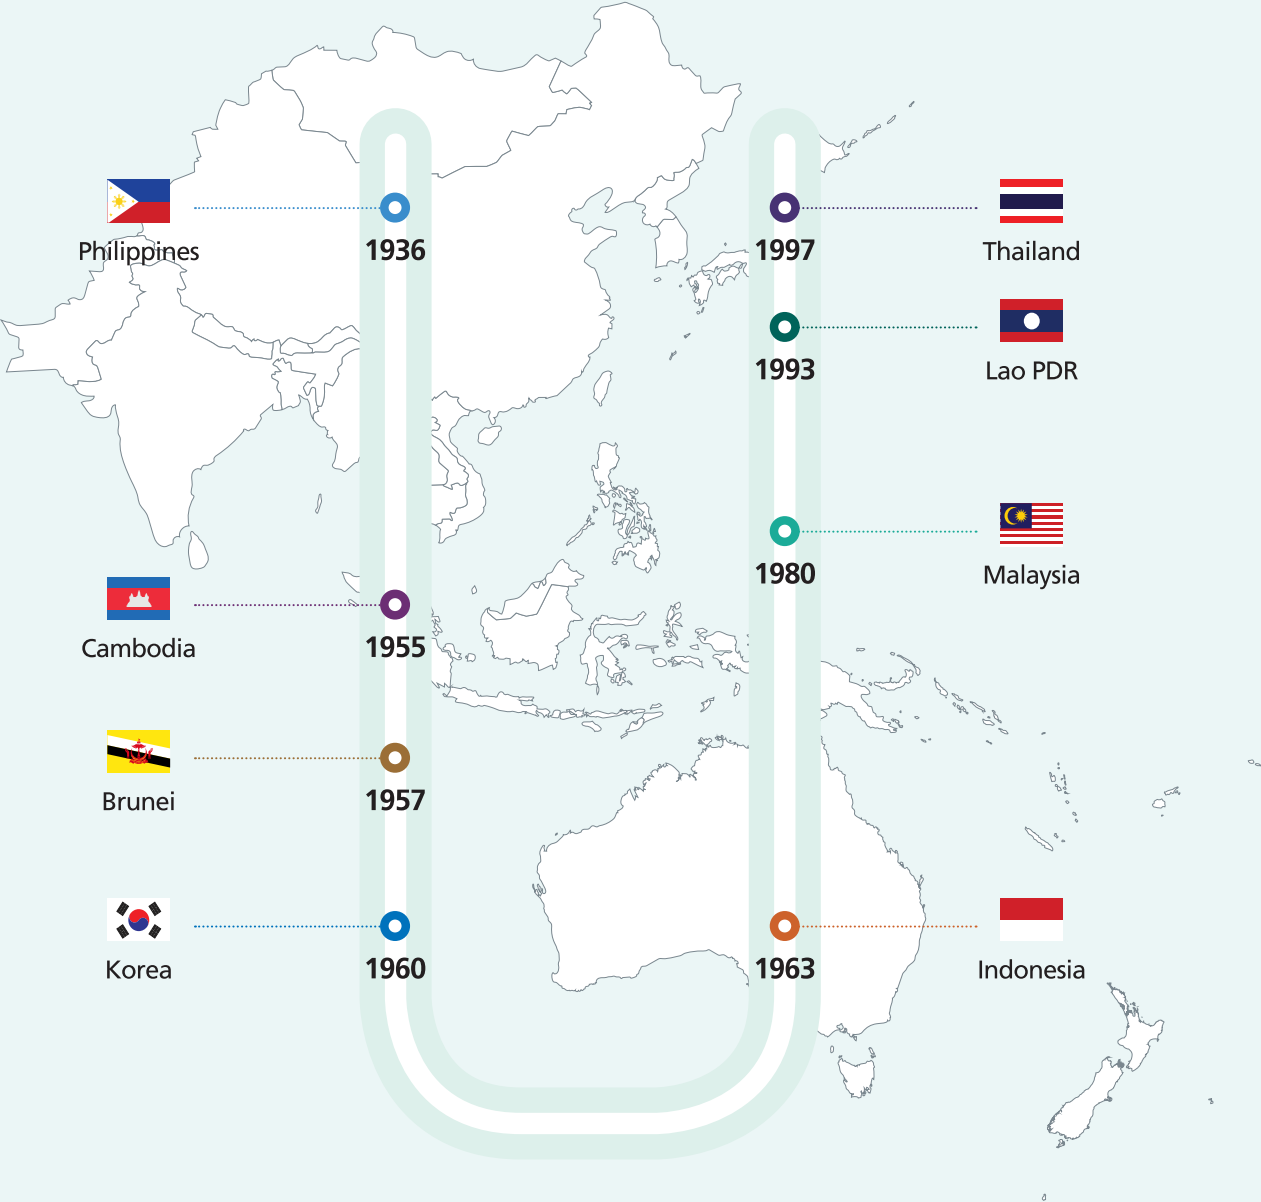 Philippines
1936
1997
Thailand
1993
Lao PDR
1980
Malaysia
Cambodia
1955
Brunei
1957
Korea
1960
1963
Indonesia